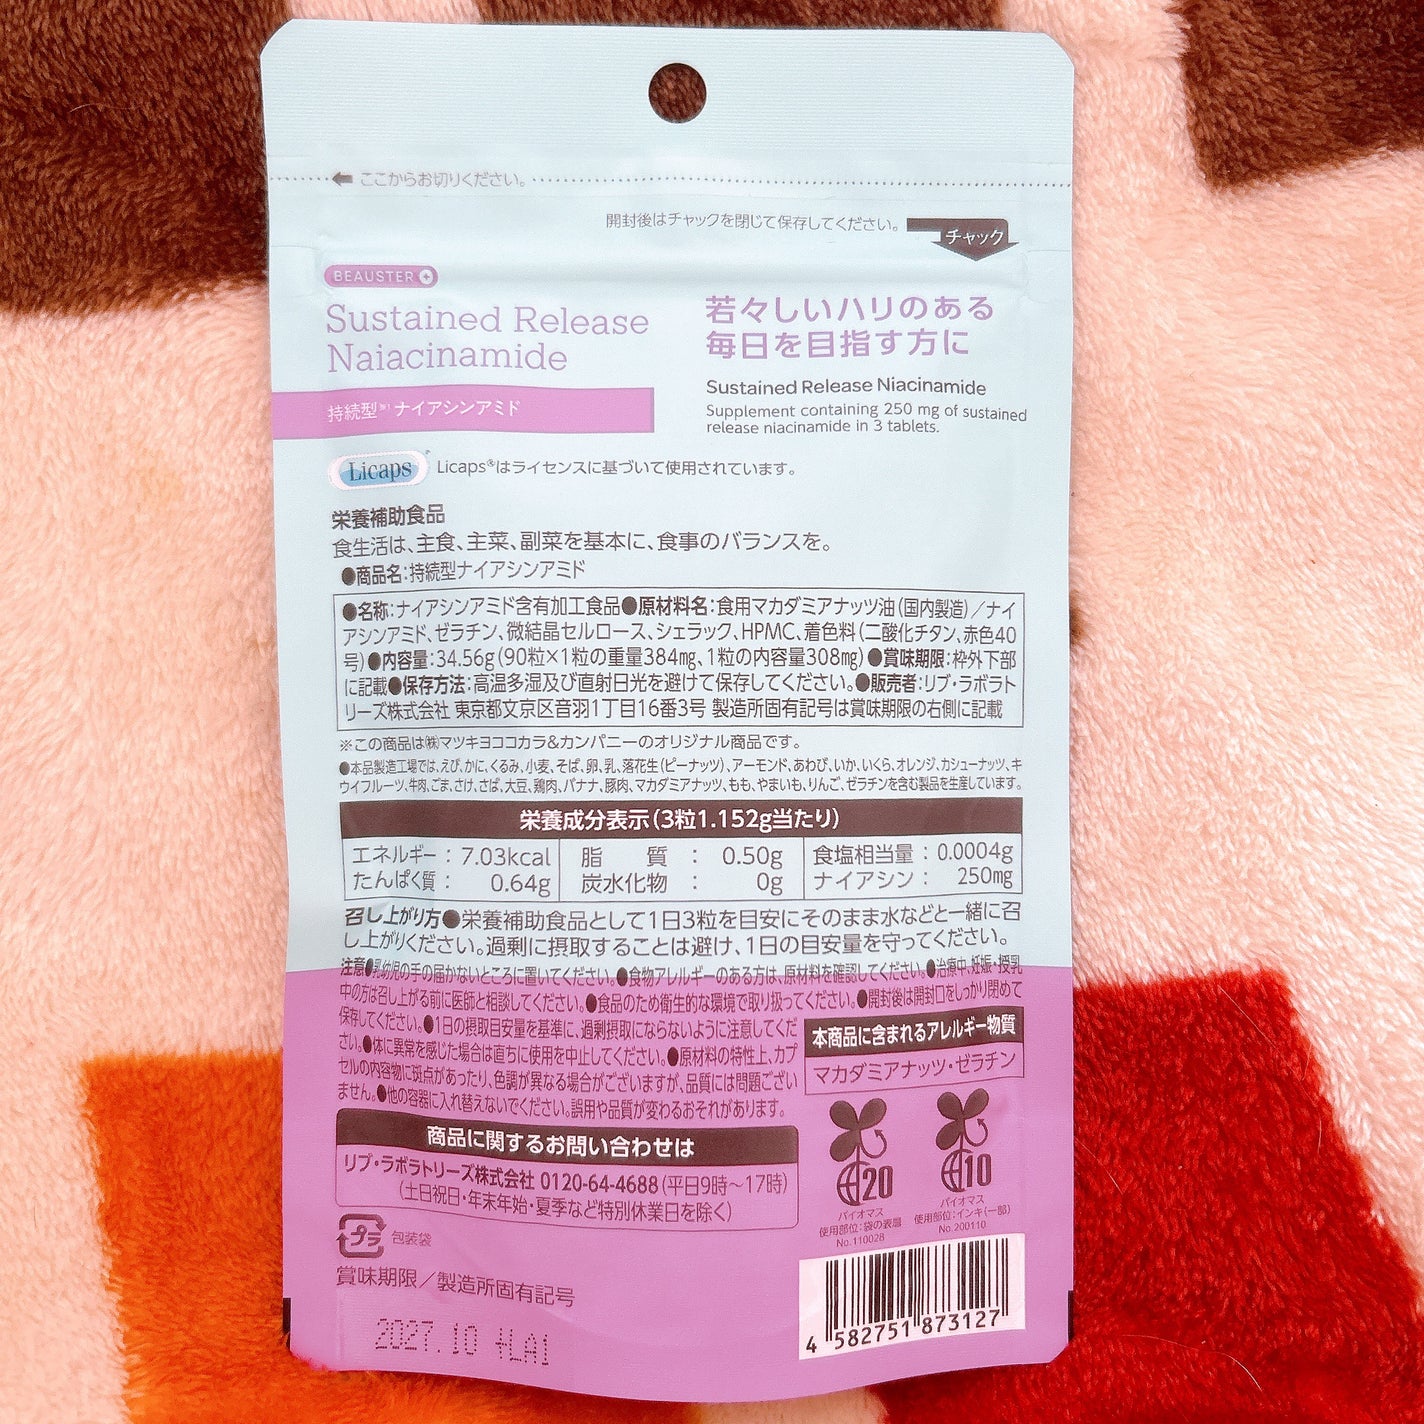 ここからお切りください。
開封後はチャックを閉じて保存してください。
チャック
BEAUSTER
Sustained Release
Naiacinamide
持続型※1 ナイアシンアミド
若々しいハリのある
毎日を目指す方に
Sustained Release Niacinamide
Supplement containing 250 mg of sustained
release niacinamide in 3 tablets.
Licaps® Licaps®はライセンスに基づいて使用されています。
栄養補助食品
食生活は、主食、主菜、副菜を基本に、食事のバランスを。
●商品名:持続型ナイアシンアミド
●名称:ナイアシンアミド含有加工食品●原材料名:食用マカダミアナッツ油(国内製造)/ナイ
アシンアミド、ゼラチン、微結晶セルロース、シェラック、HPMC、着色料(二酸化チタン、赤色40
号)●内容量:34.56g(90粒×1粒の重量384mg、1粒の内容量308mg)●賞味期限:枠外下部
に記載●保存方法:高温多湿及び直射日光を避けて保存してください。●販売者:リブ・ラボラト
リーズ株式会社 東京都文京区音羽1丁目16番3号 製造所固有記号は賞味期限の右側に記載
※この商品は㈱マツキヨココカラ&カンパニーのオリジナル商品です。
●本品製造工場では、えび、かに、くるみ、小麦、そば、卵、乳、落花生(ピーナッツ)、アーモンド、あわび、いか、いくら、オレンジ、カシューナッツ、キ
ウイフルーツ、牛肉、ごま、さけ、さば、大豆、鶏肉、バナナ、豚肉、マカダミアナッツ、もも、やまいも、りんご、ゼラチンを含む製品を生産しています。
栄養成分表示(3粒1.152g当たり)
エネルギー : 7.03kcal 脂質 : 0.50g 食塩相当量 : 0.0004g
たんぱく質 : 0.64g 炭水化物 : 0g ナイアシン : 250mg
召し上がり方●栄養補助食品として1日3粒を目安にそのまま水などと一緒に召
し上がりください。過剰に摂取することは避け、1日の目安量を守ってください。
注意●乳幼児の手の届かないところに置いてください。●食物アレルギーのある方は、原材料を確認してください。●治療中、妊娠・授乳
中の方は召し上がる前に医師と相談してください。●食品のため衛生的な環境で取り扱ってください。●開封後は開封口をしっかり閉めて
保存してください。●1日の摂取目安量を基準に、過剰摂取にならないように注意してくだ
さい。●体に異常を感じた場合は直ちに使用を中止してください。●原材料の特性上、カプ
セルの内容物に斑点があったり、色調が異なる場合がございますが、品質には問題ござい
ません。●他の容器に入れ替えないでください。誤用や品質が変わるおそれがあります。
本商品に含まれるアレルギー物質
マカダミアナッツ・ゼラチン
商品に関するお問い合わせは
リブ・ラボラトリーズ株式会社 0120-64-4688(平日9時～17時)
(土日祝日・年末年始・夏季など特別休業日を除く)
20
バイオマス
使用部位:袋の表層
No.110028
10
バイオマス
使用部位:インキ(一部)
No.200110
プラ 包装袋
賞味期限/製造所固有記号
2027.10 +LA1
4 582751 873127